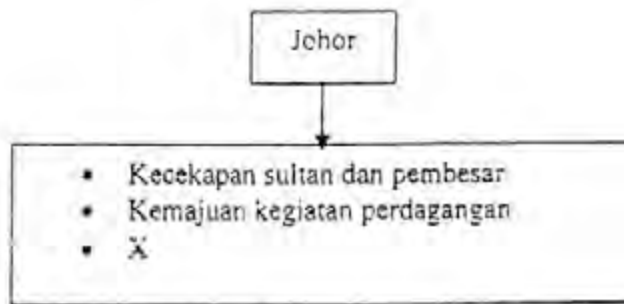 Johor
• Kecekapan sultan dan pembesar
• Kemajuan kegiatan perdagangan
• X